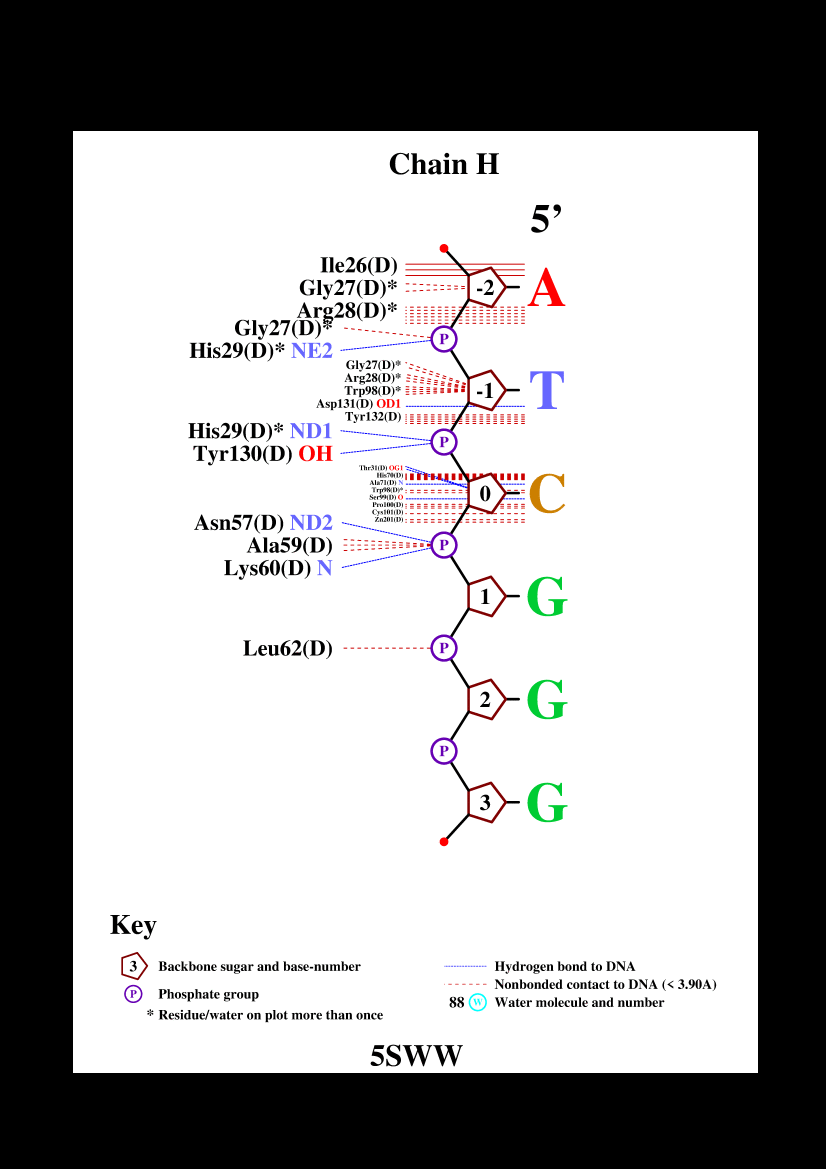 Chain H
5’
Ile26(D)
Gly27(D)*
Arg28(D)*
-2 A
Gly27(D)*
P
His29(D)* NE2
Gly27(D)*
Arg28(D)*
Trp98(D)*
-1 T
Asp131(D) OD1
Tyr132(D)
His29(D)* ND1
P
Tyr130(D) OH
Thr31(D) OG1
His70(D)
Ala71(D) N
Trp98(D)*
0 C
Ser99(D) O
Pro100(D)
Cys101(D)
Zn201(D)
Asn57(D) ND2
Ala59(D)
P
Lys60(D) N
1 G
Leu62(D)
P
2 G
P
3 G
Key
3 Backbone sugar and base-number
P Phosphate group
* Residue/water on plot more than once
Hydrogen bond to DNA
Nonbonded contact to DNA (< 3.90A)
88 W Water molecule and number
5SWW